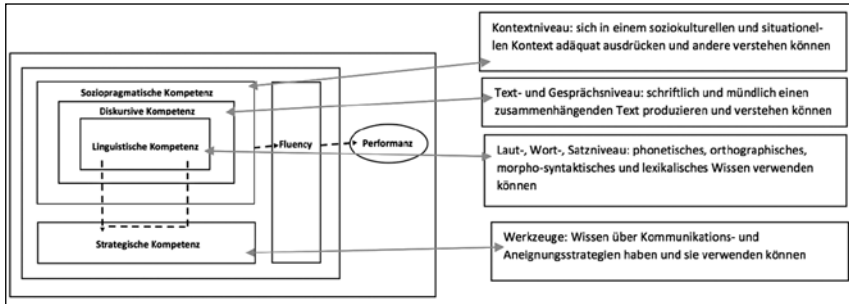 Kontextniveau: sich in einem soziokulturellen und situationel-
len Kontext adäquat ausdrücken und andere verstehen können
Soziopragmatische Kompetenz
Diskursive Kompetenz
Linguistische Kompetenz
Fluency
Performanz
Text- und Gesprächsniveau: schriftlich und mündlich einen
zusammenhängenden Text produzieren und verstehen können
Laut-, Wort-, Satzniveau: phonetisches, orthographisches,
morpho-syntaktisches und lexikalisches Wissen verwenden
können
Strategische Kompetenz
Werkzeuge: Wissen über Kommunikations- und
Aneignungsstrategien haben und sie verwenden können